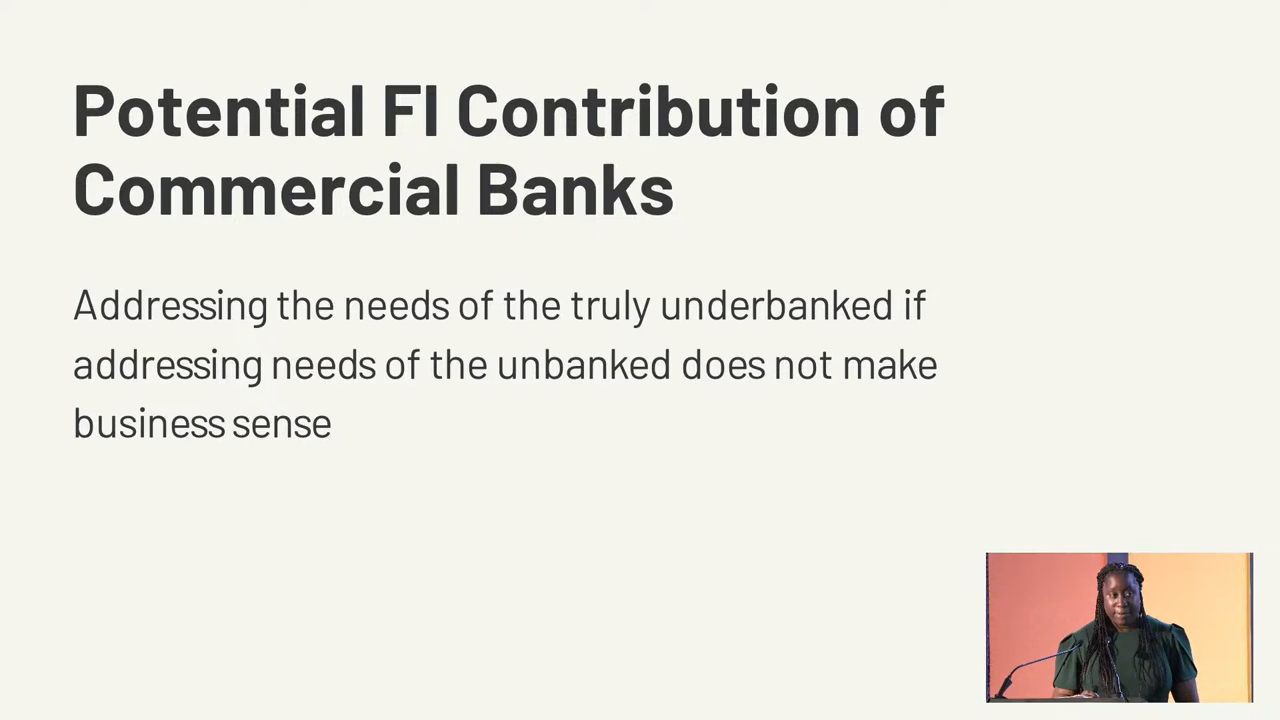 Potential FI Contribution of
Commercial Banks
Addressing the needs of the truly underbanked if
addressing needs of the unbanked does not make
business sense